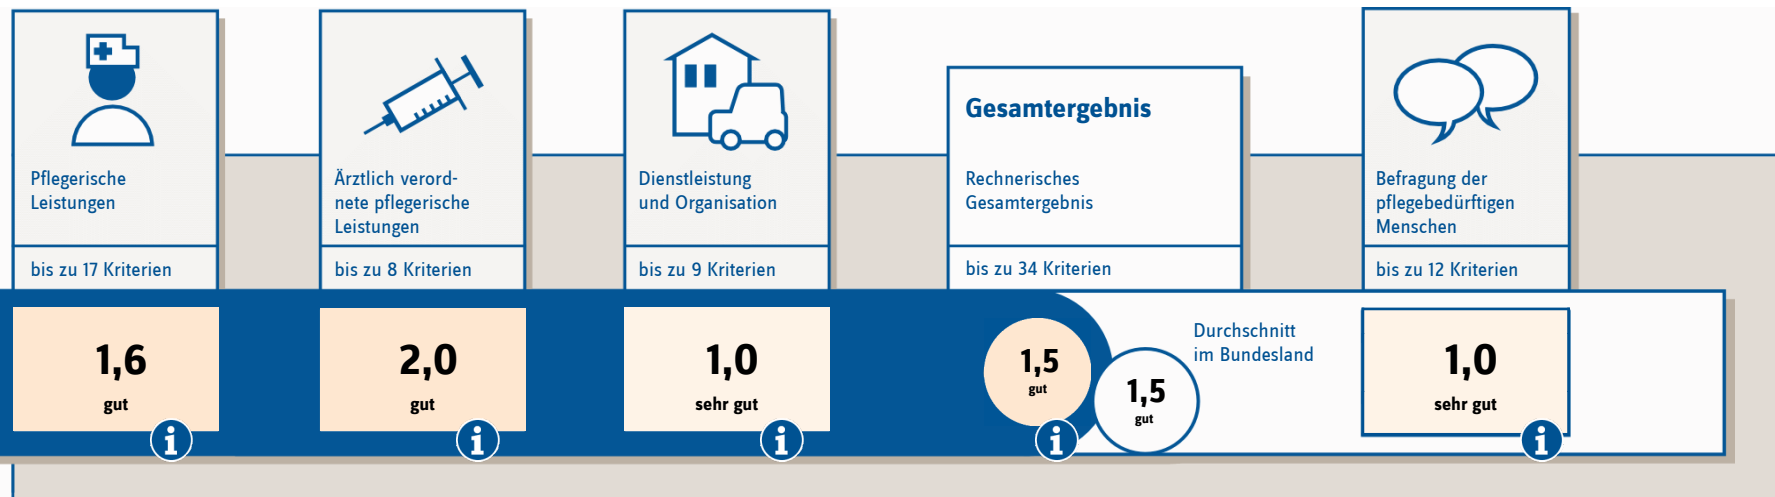 Pflegerische
Leistungen
bis zu 17 Kriterien
1,6
gut
Ärztlich verord-
nete pflegerische
Leistungen
bis zu 8 Kriterien
2,0
gut
Dienstleistung
und Organisation
bis zu 9 Kriterien
1,0
sehr gut
Gesamtergebnis
Rechnerisches
Gesamtergebnis
bis zu 34 Kriterien
1,5
gut
Durchschnitt
im Bundesland
1,5
gut
Befragung der
pflegebedürftigen
Menschen
bis zu 12 Kriterien
1,0
sehr gut